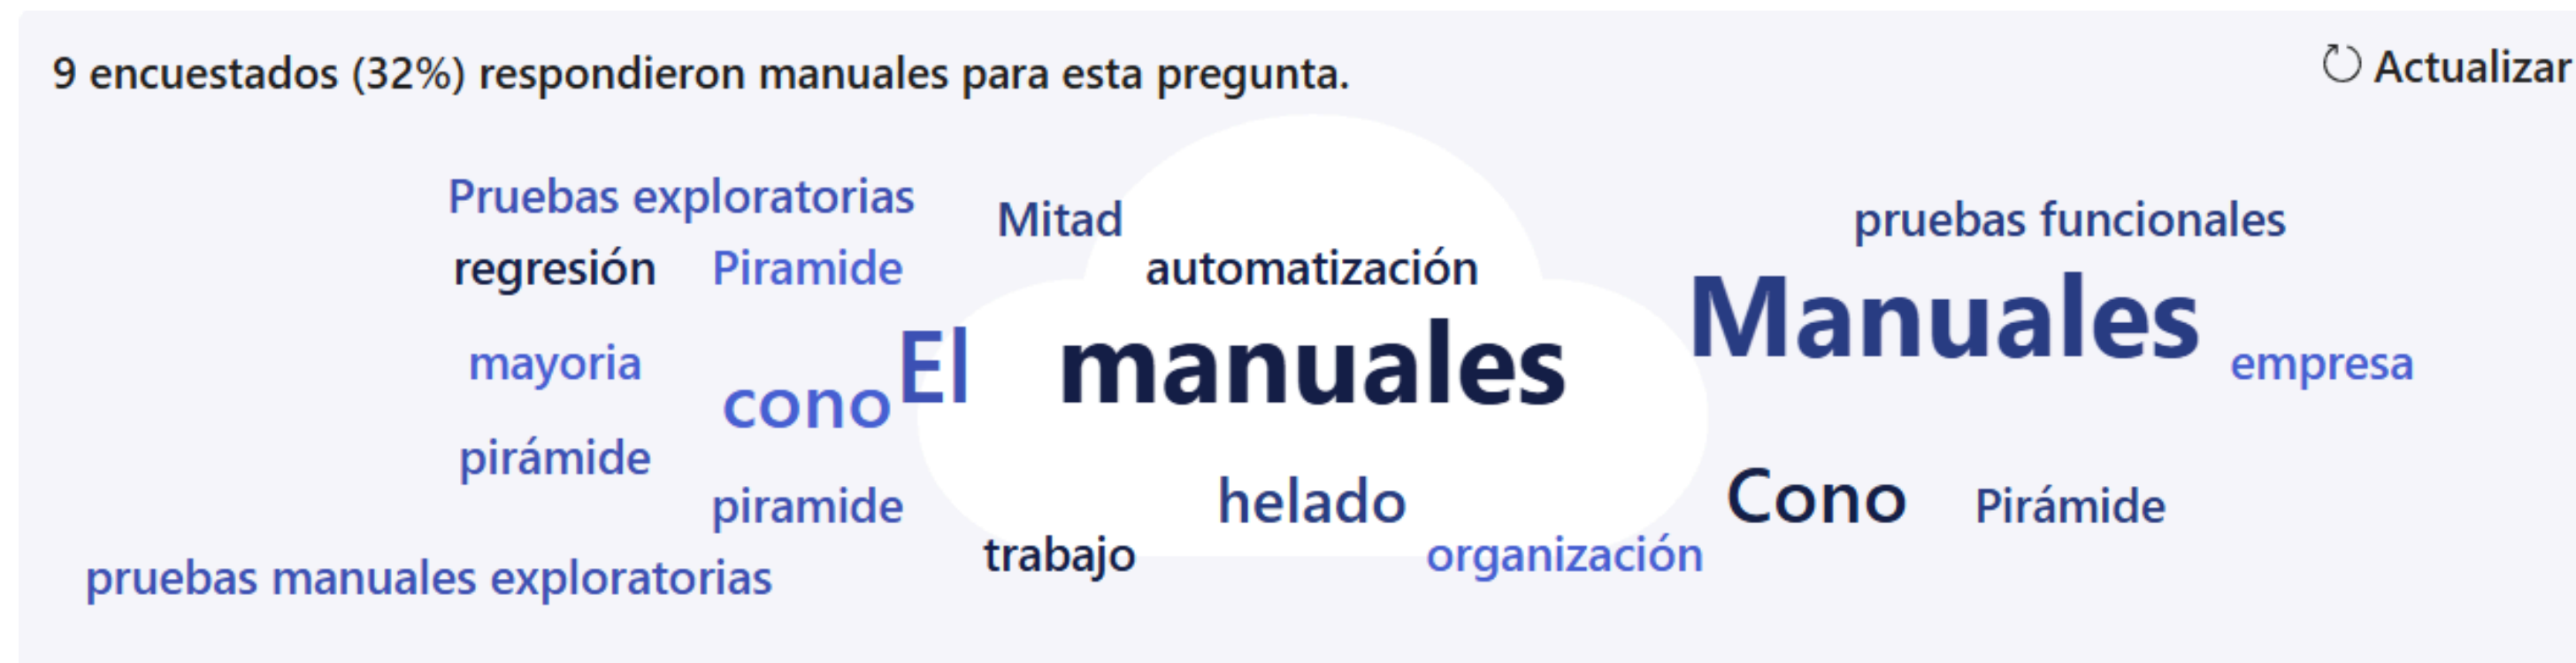 9 encuestados (32%) respondieron manuales para esta pregunta.
Actualizar
Pruebas exploratorias
Mitad
pruebas funcionales
regresión
Piramide
automatización
Manuales
mayoria
cono
El
manuales
empresa
pirámide
piramide
helado
Cono
Pirámide
trabajo
organización
pruebas manuales exploratorias